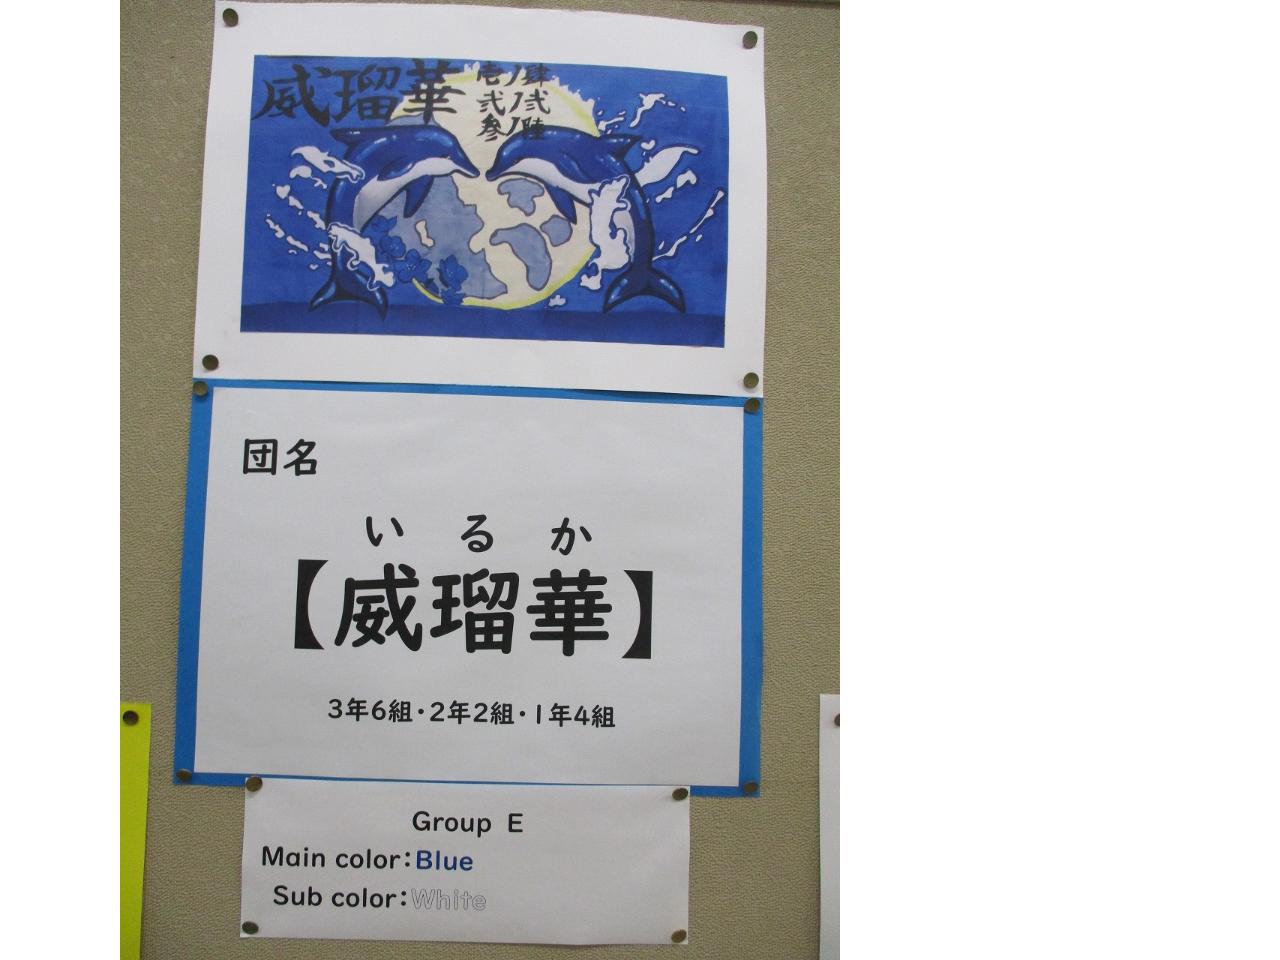 威瑠華
壱ノ肆
弐ノ弐
参ノ陸
団名
いるか
【威瑠華】
3年6組・2年2組・1年4組
Group E
Main color:Blue
Sub color:White